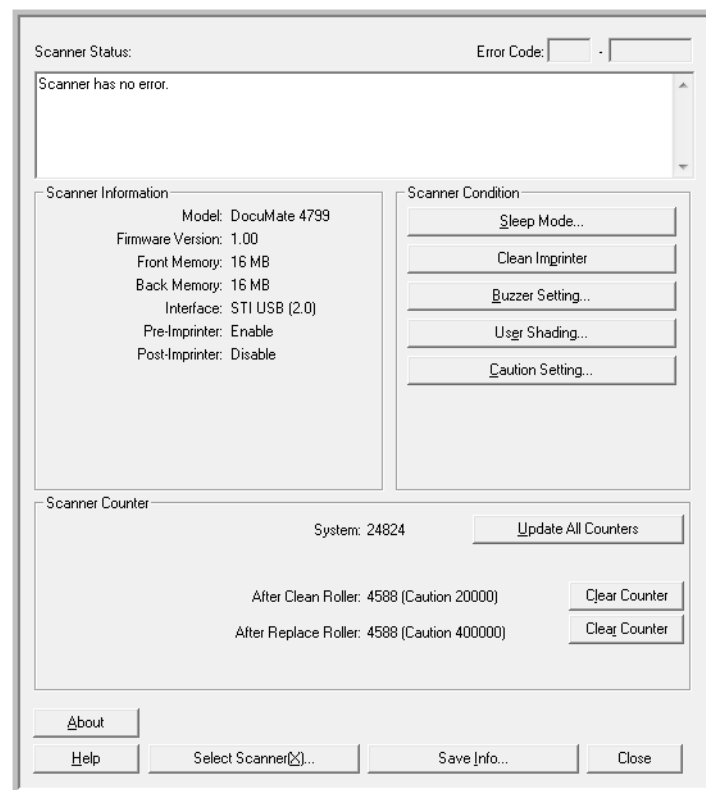 Scanner Status:
Error Code: -
Scanner has no error.
Scanner Information
Model: DocuMate 4799
Firmware Version: 1.00
Front Memory: 16 MB
Back Memory: 16 MB
Interface: STI USB (2.0)
Pre-Imprinter: Enable
Post-Imprinter: Disable
Scanner Condition
Sleep Mode...
Clean Imprinter
Buzzer Setting...
User Shading...
Caution Setting...
Scanner Counter
System: 24824
Update All Counters
After Clean Roller: 4588 (Caution 20000)
Clear Counter
After Replace Roller: 4588 (Caution 400000)
Clear Counter
About
Help
Select Scanner(X)...
Save Info...
Close